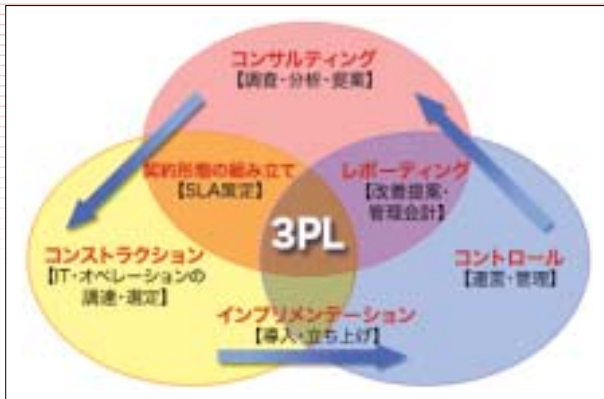 コンサルティング
【調査・分析・提案】
契約形態の組み立て
【SLA策定】
レポーティング
【改善提案・
管理会計】
3PL
コンストラクション
【IT・オペレーションの
調達・選定】
コントロール
【運営・管理】
インプリメンテーション
【導入・立ち上げ】